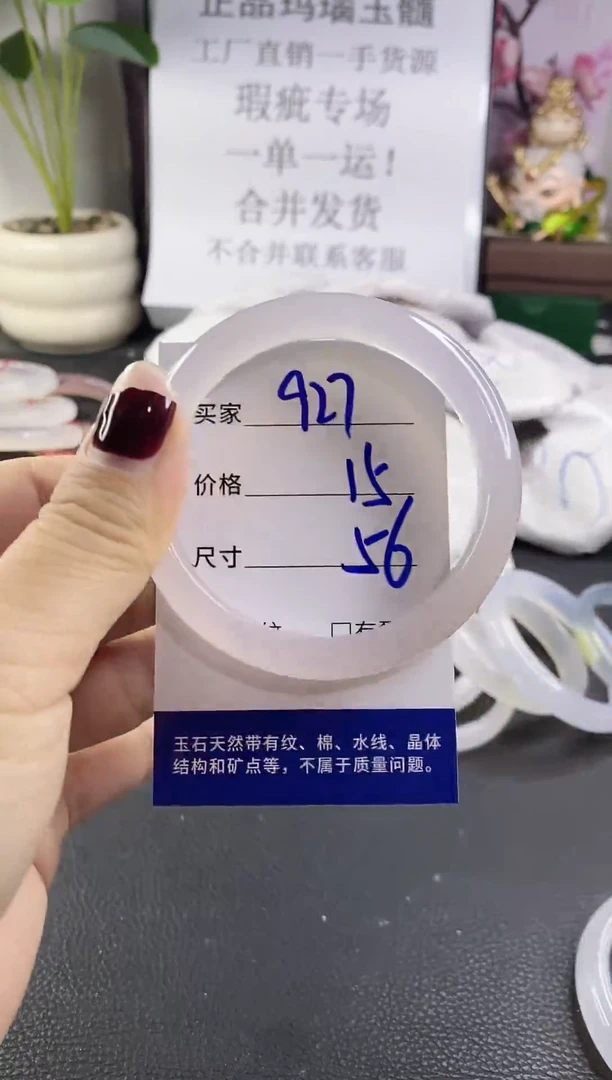 正品玛瑙玉髓
工厂直销一手货源
瑕疵专场
一单一运！
合并发货
不合并联系客服
买家 927
价格 15
尺寸 56
玉石天然带有纹、棉、水线、晶体
结构和矿点等，不属于质量问题。